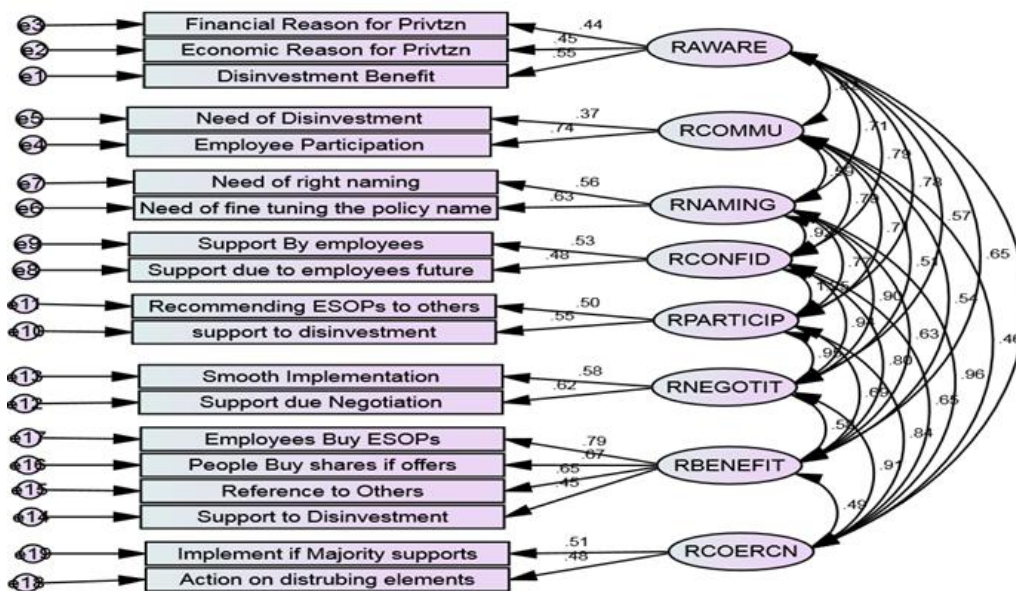 e3 Financial Reason for Privtzn .44
e2 Economic Reason for Privtzn .45 RAWARE
e1 Disinvestment Benefit .55
e5 Need of Disinvestment .37 .71
e4 Employee Participation .74 RCOMMU .79
.78
e7 Need of right naming .56 .57
e6 Need of fine tuning the policy name .63 RNAMING .65
e9 Support By employees .53 .51
e8 Support due to employees future .48 RCONFID .77
e11 Recommending ESOPs to others .50 .90 .54
e10 support to disinvestment .55 RPARTICIP .94 .63 .46
.95 .80 .96
e13 Smooth Implementation .58 .65
e12 Support due Negotiation .62 RNEGOTIT .69
.84
e17 Employees Buy ESOPs .79 .91
e16 People Buy shares if offers .67 RBENEFIT
e15 Reference to Others .65
e14 Support to Disinvestment .45 .49
e19 Implement if Majority supports .51
e18 Action on distrubing elements .48 RCOERCN